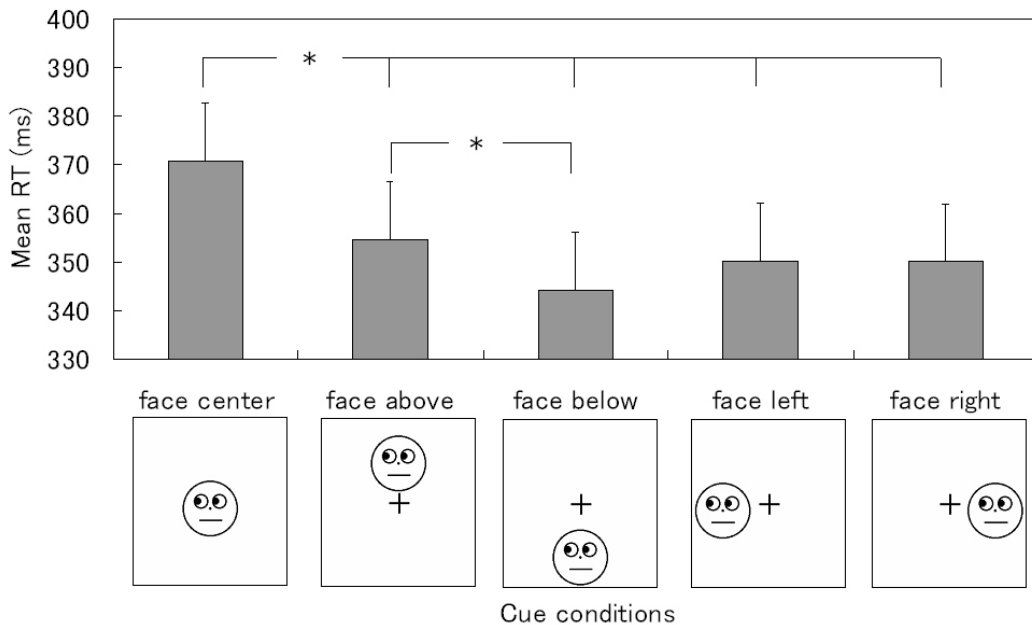 400
390
380
370
360
350
340
330
Mean RT (ms)
*
*
face center face above face below face left face right
+ + + +
Cue conditions